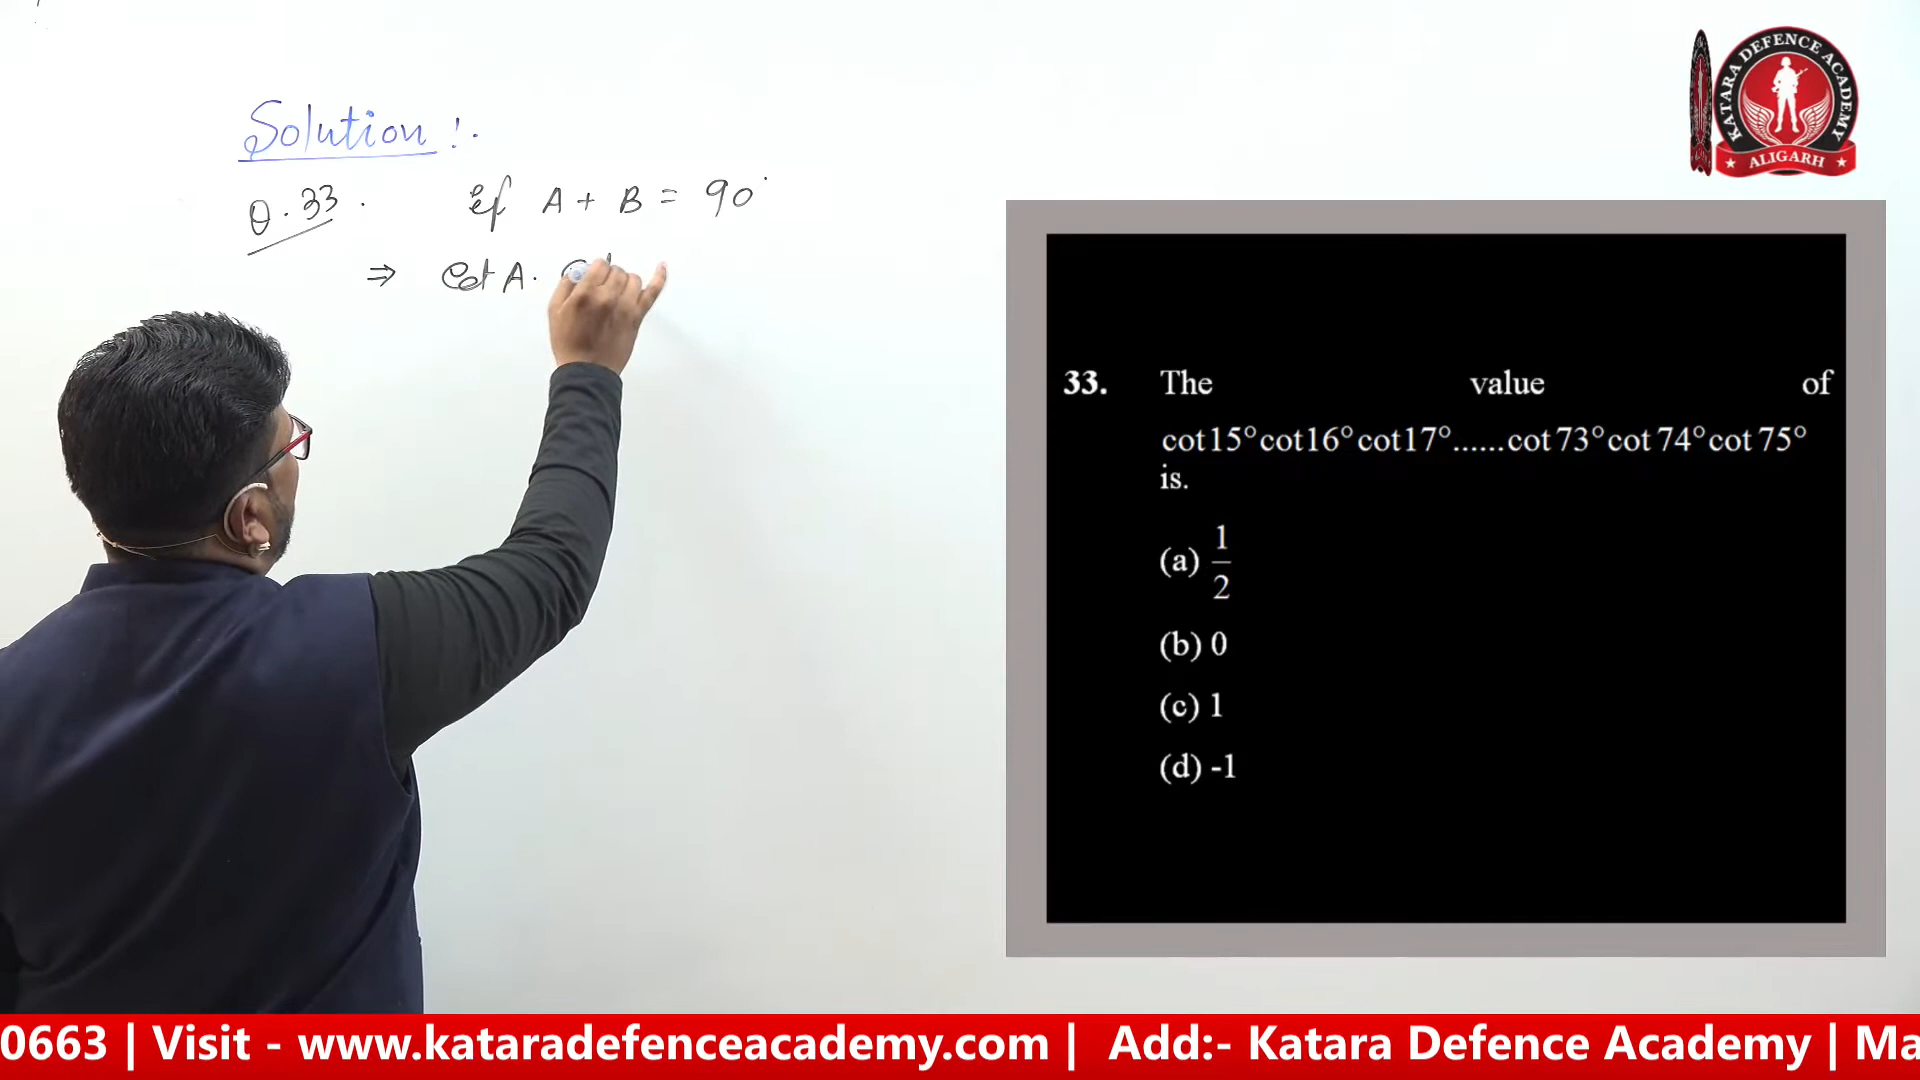 Solution :-
Q.33. if A + B = 90°
⇒ Cot A.
KATARA DEFENCE ACADEMY
ALIGARH
33. The value of
cot15°cot16°cot17°......cot73°cot74°cot75°
is.
(a) 1/2
(b) 0
(c) 1
(d) -1
0663 | Visit - www.kataradefenceacademy.com | Add:- Katara Defence Academy | Ma